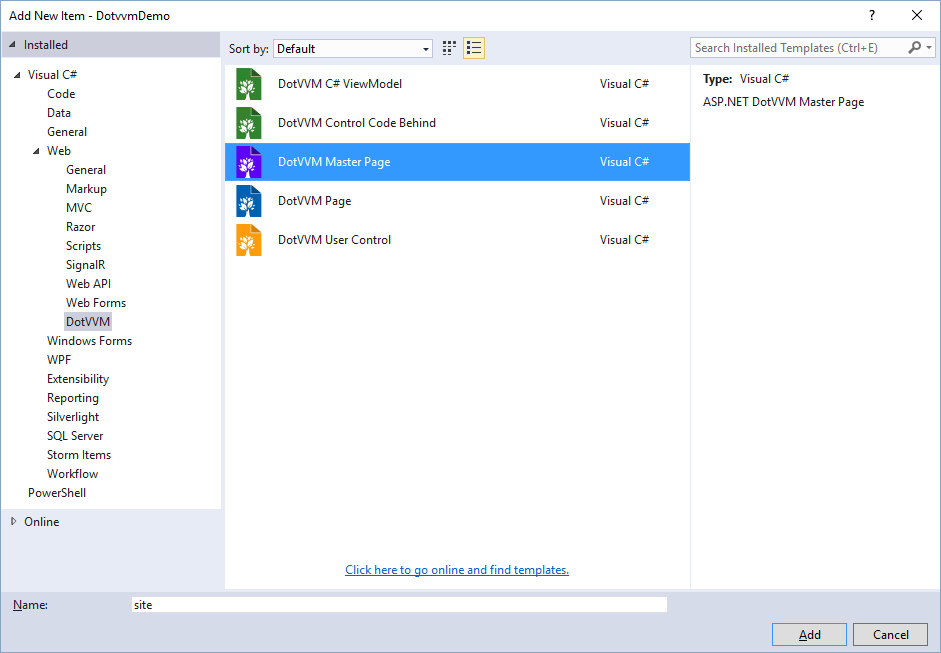 Add New Item - DotvvmDemo
?
Installed
Sort by: Default
Search Installed Templates (Ctrl+E)
Visual C#
Code
Data
General
Web
General
Markup
MVC
Razor
Scripts
SignalR
Web API
Web Forms
DotVVM
Windows Forms
WPF
Extensibility
Reporting
Silverlight
SQL Server
Storm Items
Workflow
PowerShell
Online
DotVVM C# ViewModel Visual C#
DotVVM Control Code Behind Visual C#
DotVVM Master Page Visual C#
DotVVM Page Visual C#
DotVVM User Control Visual C#
Click here to go online and find templates.
Type: Visual C#
ASP.NET DotVVM Master Page
Name: site
Add Cancel